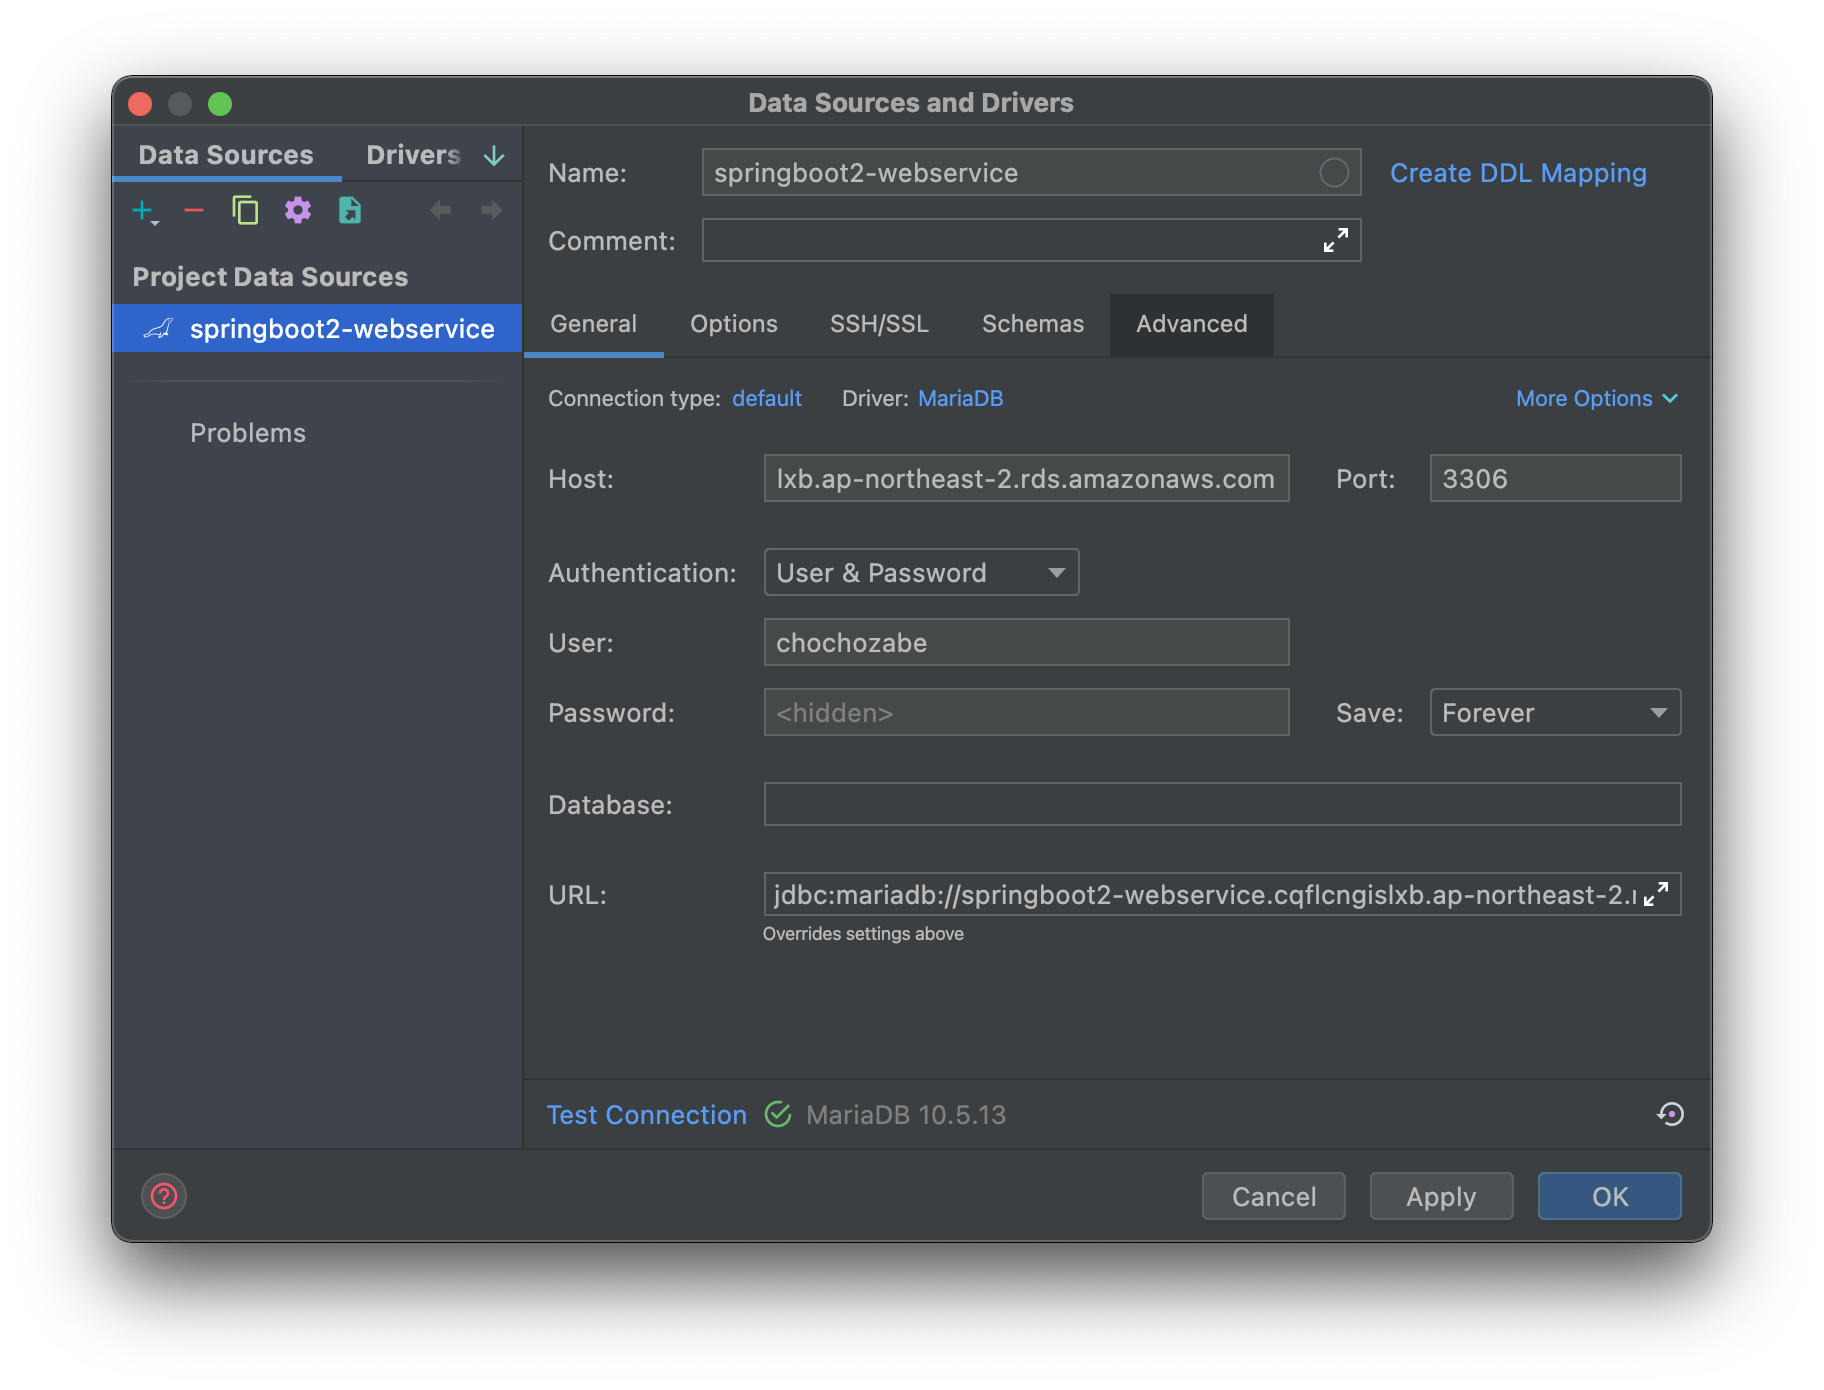 Data Sources and Drivers
Data Sources Drivers
Name: springboot2-webservice Create DDL Mapping
Comment:
Project Data Sources
springboot2-webservice
Problems
General Options SSH/SSL Schemas Advanced
Connection type: default Driver: MariaDB More Options
Host: lxb.ap-northeast-2.rds.amazonaws.com Port: 3306
Authentication: User & Password
User: chochozabe
Password: <hidden> Save: Forever
Database:
URL: jdbc:mariadb://springboot2-webservice.cqflcngislxb.ap-northeast-2.r
Overrides settings above
Test Connection MariaDB 10.5.13
? Cancel Apply OK